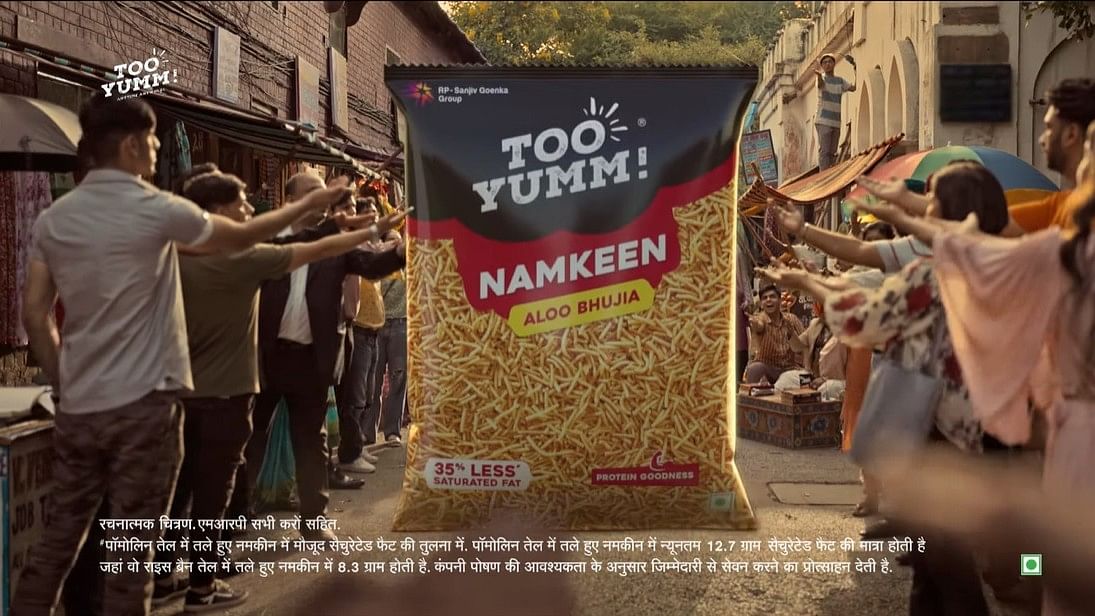 TOO
YUMM!
RP-Sanjiv Goenka
Group
TOO
YUMM!
®
NAMKEEN
ALOO BHUJIA
35% LESS#
SATURATED FAT
PROTEIN GOODNESS
रचनात्मक चित्रण. एमआरपी सभी करों सहित.
#पॉमोलिन तेल में तले हुए नमकीन में मौजूद सेचुरेटेड फैट की तुलना में. पॉमोलिन तेल में तले हुए नमकीन में न्यूनतम 12.7 ग्राम सेचुरेटेड फैट की मात्रा होती है
जहां वो राइस ब्रैन तेल में तले हुए नमकीन में 8.3 ग्राम होती है. कंपनी पोषण की आवश्यकता के अनुसार जिम्मेदारी से सेवन करने का प्रोत्साहन देती है.